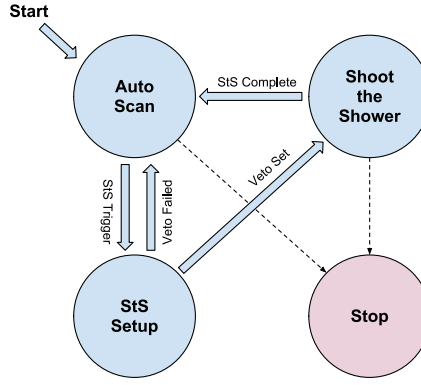 Start
Auto
Scan
StS Complete
Shoot
the
Shower
StS Trigger
Veto Failed
Veto Set
StS
Setup
Stop